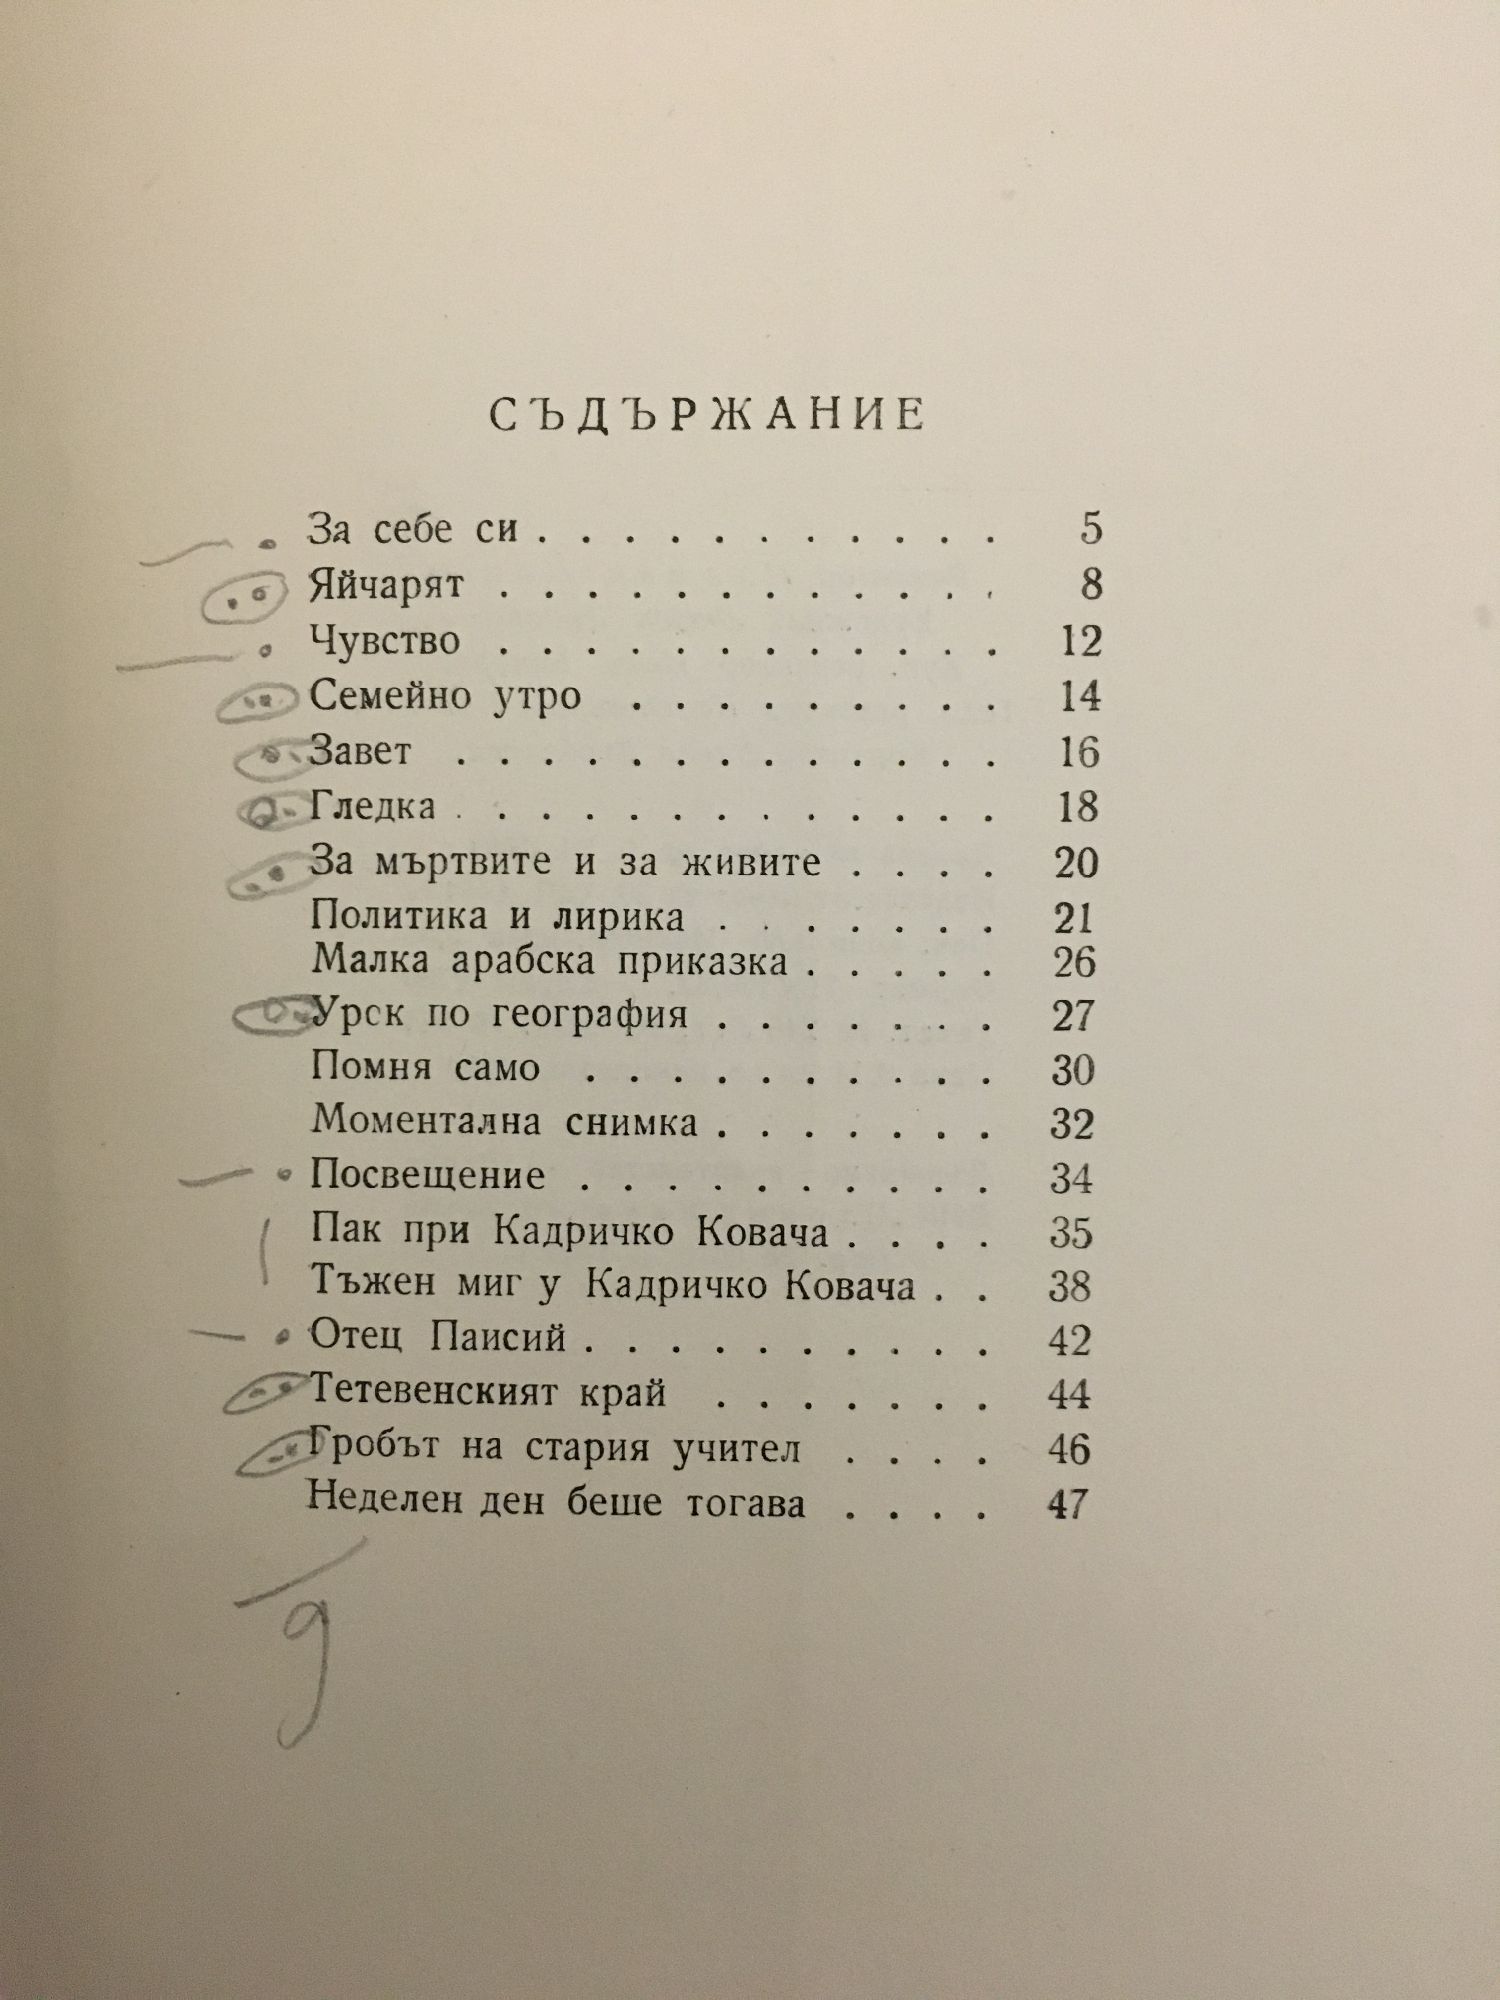 СЪДЪРЖАНИЕ
За себе си . . . . . . . . . . . 5
Яйчарят . . . . . . . . . . . . 8
Чувство . . . . . . . . . . . . 12
Семейно утро . . . . . . . . . 14
Завет . . . . . . . . . . . . . 16
Гледка . . . . . . . . . . . . . 18
За мъртвите и за живите . . . . 20
Политика и лирика . . . . . . . 21
Малка арабска приказка . . . . . 26
Урск по география . . . . . . . 27
Помня само . . . . . . . . . . 30
Моментална снимка . . . . . . . 32
Посвещение . . . . . . . . . . 34
Пак при Кадричко Ковача . . . . 35
Тъжен миг у Кадричко Ковача . . 38
Отец Паисий . . . . . . . . . . 42
Тетевенският край . . . . . . . 44
Гробът на стария учител . . . . 46
Неделен ден беше тогава . . . . 47